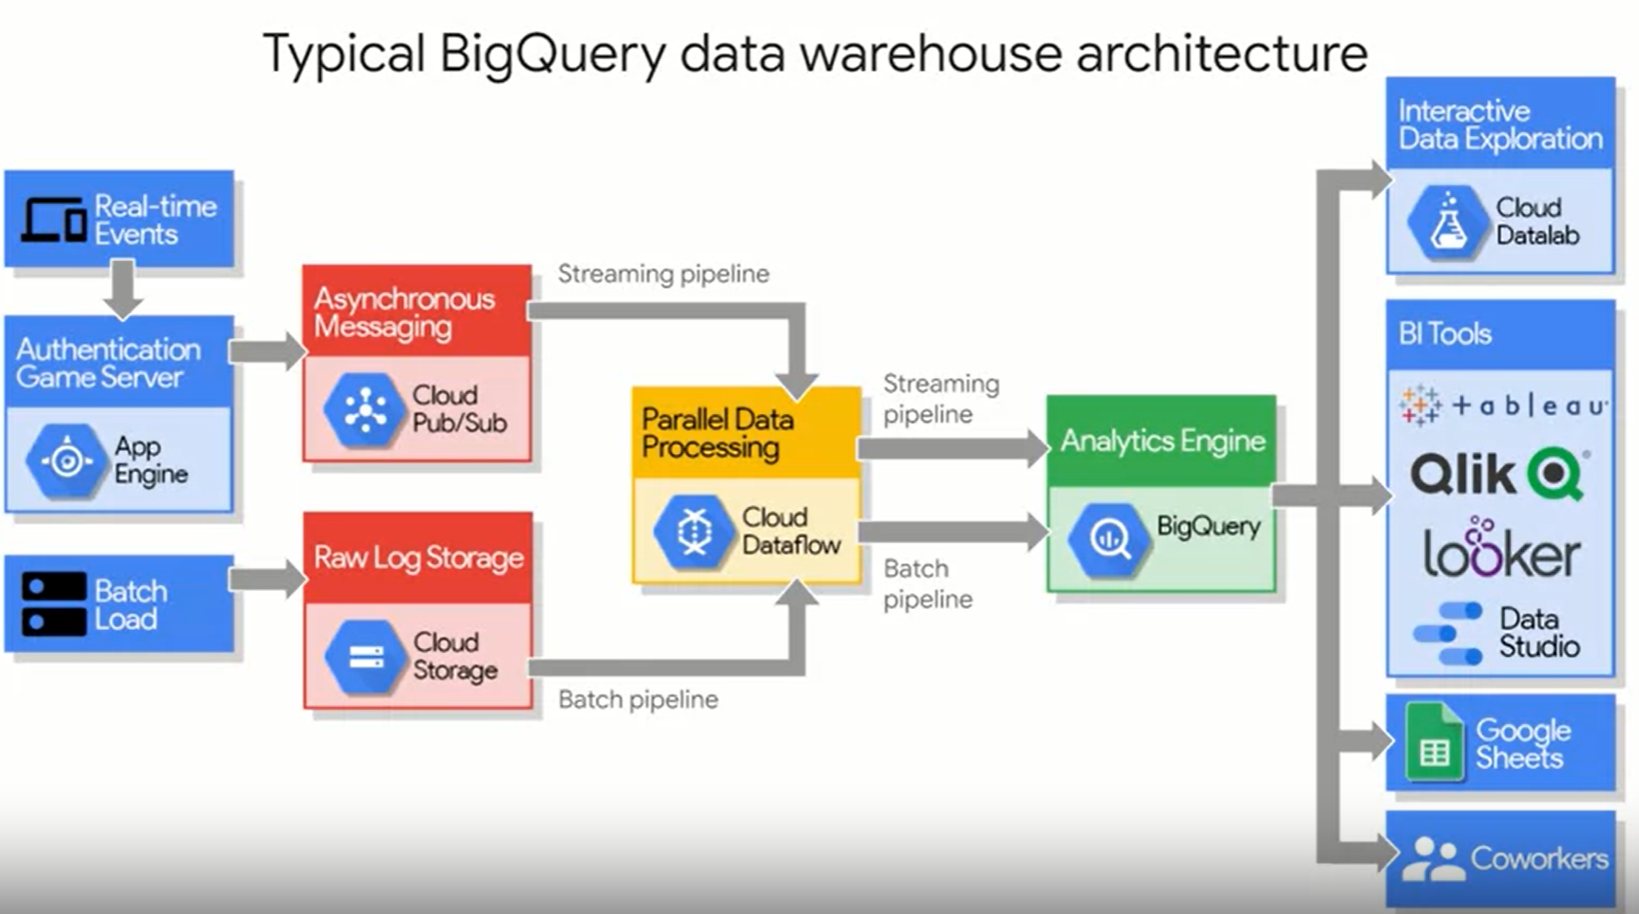 Typical BigQuery data warehouse architecture
Real-time
Events
Authentication
Game Server
App
Engine
Batch
Load
Asynchronous
Messaging
Cloud
Pub/Sub
Raw Log Storage
Cloud
Storage
Streaming pipeline
Batch pipeline
Parallel Data
Processing
Cloud
Dataflow
Streaming
pipeline
Batch
pipeline
Analytics Engine
BigQuery
Interactive
Data Exploration
Cloud
Datalab
BI Tools
+ableau
Qlik
looker
Data
Studio
Google
Sheets
Coworkers